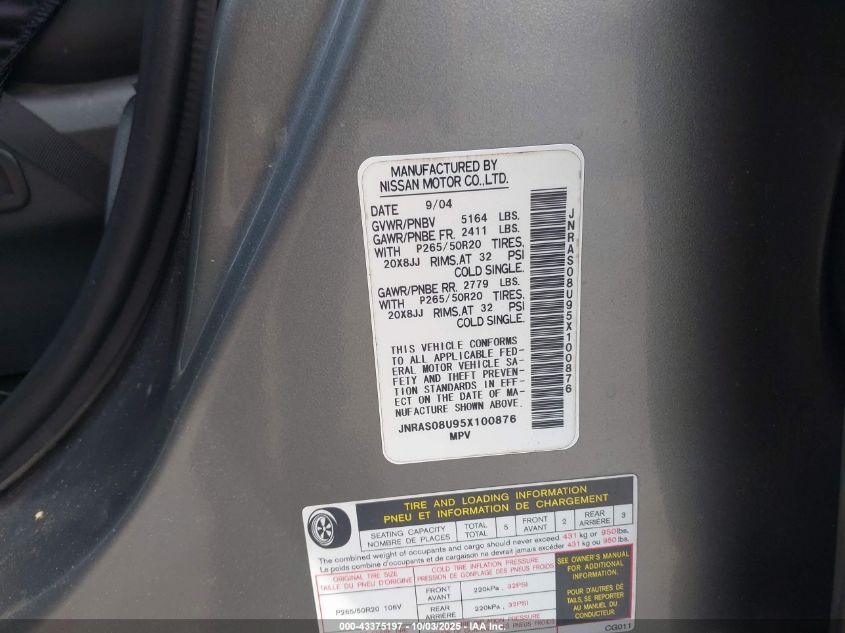 MANUFACTURED BY
NISSAN MOTOR CO.,LTD.
DATE 9/04
GVWR/PNBV 5164 LBS.
GAWR/PNBE FR. 2411 LBS.
WITH P265/50R20 TIRES,
20X8JJ RIMS,AT 32 PSI
COLD SINGLE.
GAWR/PNBE RR. 2779 LBS.
WITH P265/50R20 TIRES,
20X8JJ RIMS,AT 32 PSI
COLD SINGLE.
THIS VEHICLE CONFORMS
TO ALL APPLICABLE FED-
ERAL MOTOR VEHICLE SA-
FETY AND THEFT PREVEN-
TION STANDARDS IN EFF-
ECT ON THE DATE OF MA-
NUFACTURE SHOWN ABOVE.
JNRAS08U95X100876
MPV
JNRAS08U95X100876
TIRE AND LOADING INFORMATION
PNEU ET INFORMATION DE CHARGEMENT
SEATING CAPACITY TOTAL 5 FRONT 2 REAR 3
NOMBRE DE PLACES TOTAL AVANT ARRIÈRE
The combined weight of occupants and cargo should never exceed 431 kg or 950 lbs.
Le poids combiné des occupants et du cargaison ne devrait jamais excéder 431 kg ou 950 lbs.
ORIGINAL TIRE SIZE COLD TIRE INFLATION PRESSURE
TAILLE DU PNEU D'ORIGINE PRESSION DE GONFLAGE DES PNEUS FROIDS
P265/50R20 106V
FRONT 220kPa , 32PSI
AVANT
REAR 220kPa , 32PSI
ARRIÈRE
SEE OWNER'S MANUAL
FOR ADDITIONAL
INFORMATION.
POUR PLUS DE
DÉTAILS, SE REPORTER
AU MANUEL DU
CONDUCTEUR
CG011
000-43375197 - 10/03/2025 - IAA Inc.